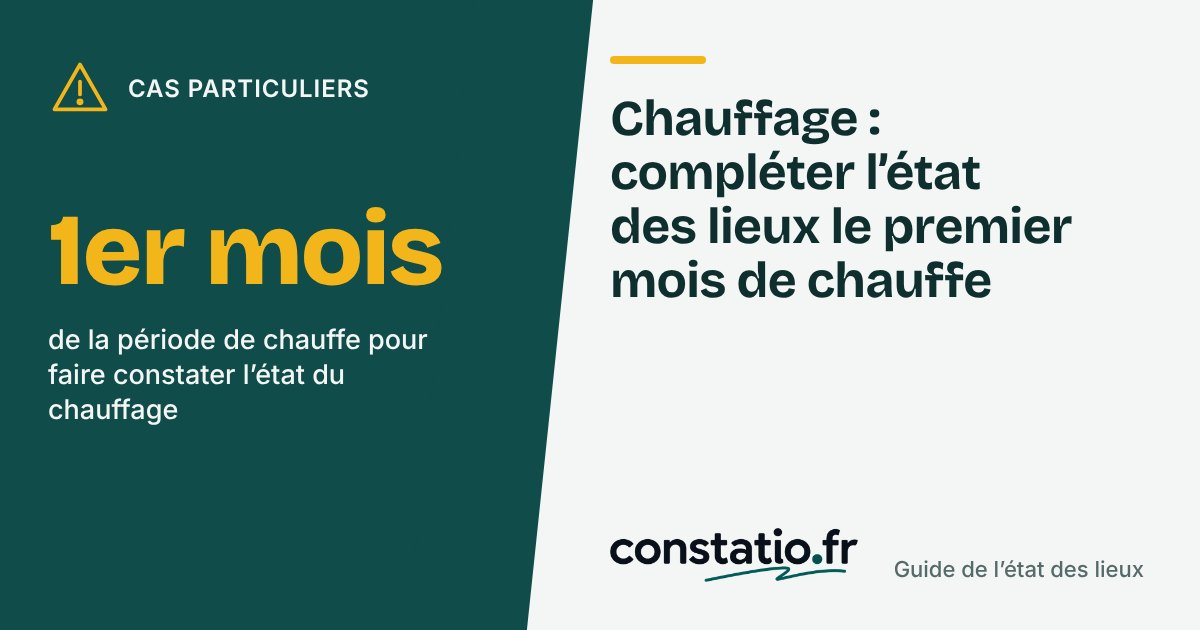 CAS PARTICULIERS
1er mois
de la période de chauffe pour
faire constater l’état du
chauffage
Chauffage :
compléter l’état
des lieux le premier
mois de chauffe
constatio.fr
Guide de l’état des lieux